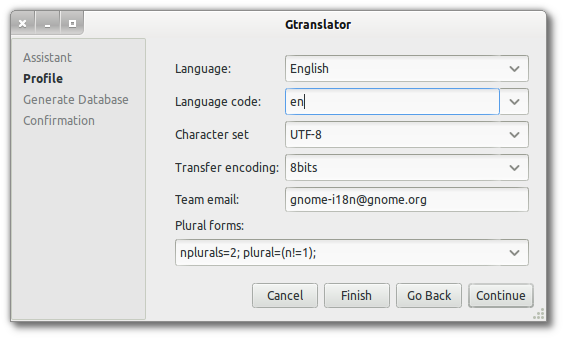 Gtranslator
Assistant
Profile
Generate Database
Confirmation
Language: English
Language code: en
Character set UTF-8
Transfer encoding: 8bits
Team email: gnome-i18n@gnome.org
Plural forms:
nplurals=2; plural=(n!=1);
Cancel Finish Go Back Continue